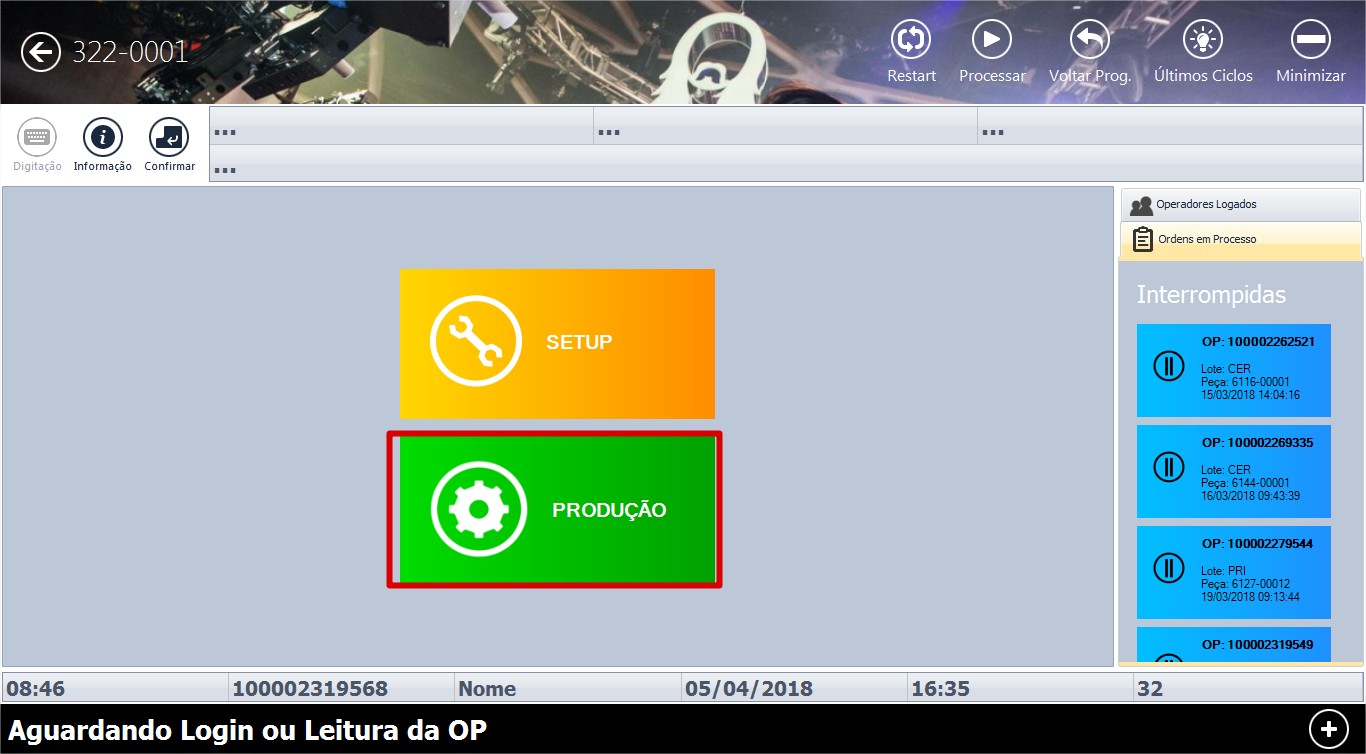 322-0001
Restart
Processar
Voltar Prog.
Últimos Ciclos
Minimizar
Digitação
Informação
Confirmar
...
...
...
...
SETUP
PRODUÇÃO
Operadores Logados
Ordens em Processo
Interrompidas
OP: 100002262521
Lote: CER
Peça: 6116-00001
15/03/2018 14:04:16
OP: 100002269335
Lote: CER
Peça: 6144-00001
16/03/2018 09:43:39
OP: 100002279544
Lote: PRI
Peça: 6127-00012
19/03/2018 09:13:44
OP: 100002319549
08:46
100002319568
Nome
05/04/2018
16:35
32
Aguardando Login ou Leitura da OP